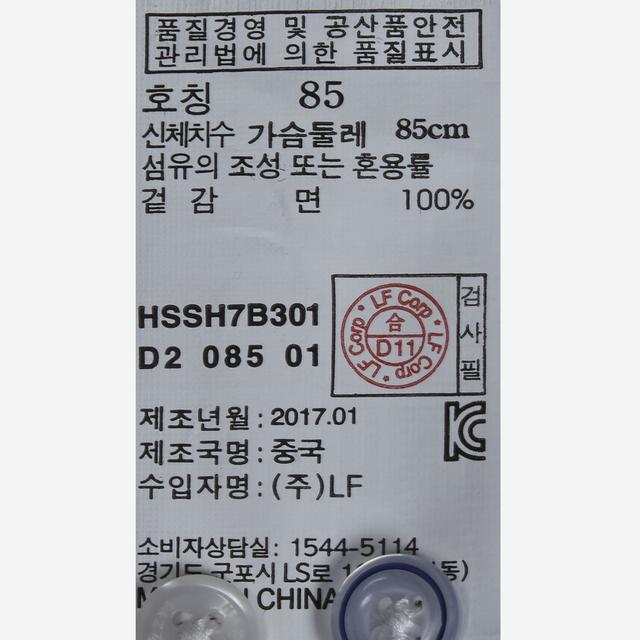 품질경영 및 공산품안전
관리법에 의한 품질표시
호칭 85
신체치수 가슴둘레 85cm
섬유의 조성 또는 혼용률
겉감 면 100%
HSSH7B301
D2 085 01
LF Corp · LF Corp · LF Corp ·
合
D11
검사필
KC
제조년월 : 2017.01
제조국명 : 중국
수입자명 : (주)LF
소비자상담실: 1544-5114
경기도 군포시 LS로
CHINA